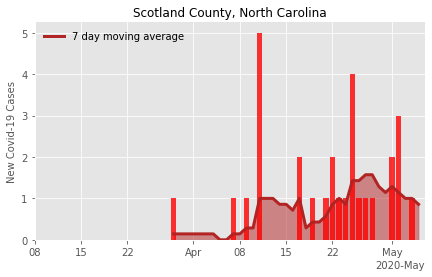 Scotland County, North Carolina
7 day moving average
New Covid-19 Cases
5
4
3
2
1
0
08 15 22 Apr 08 15 22 May
2020-May